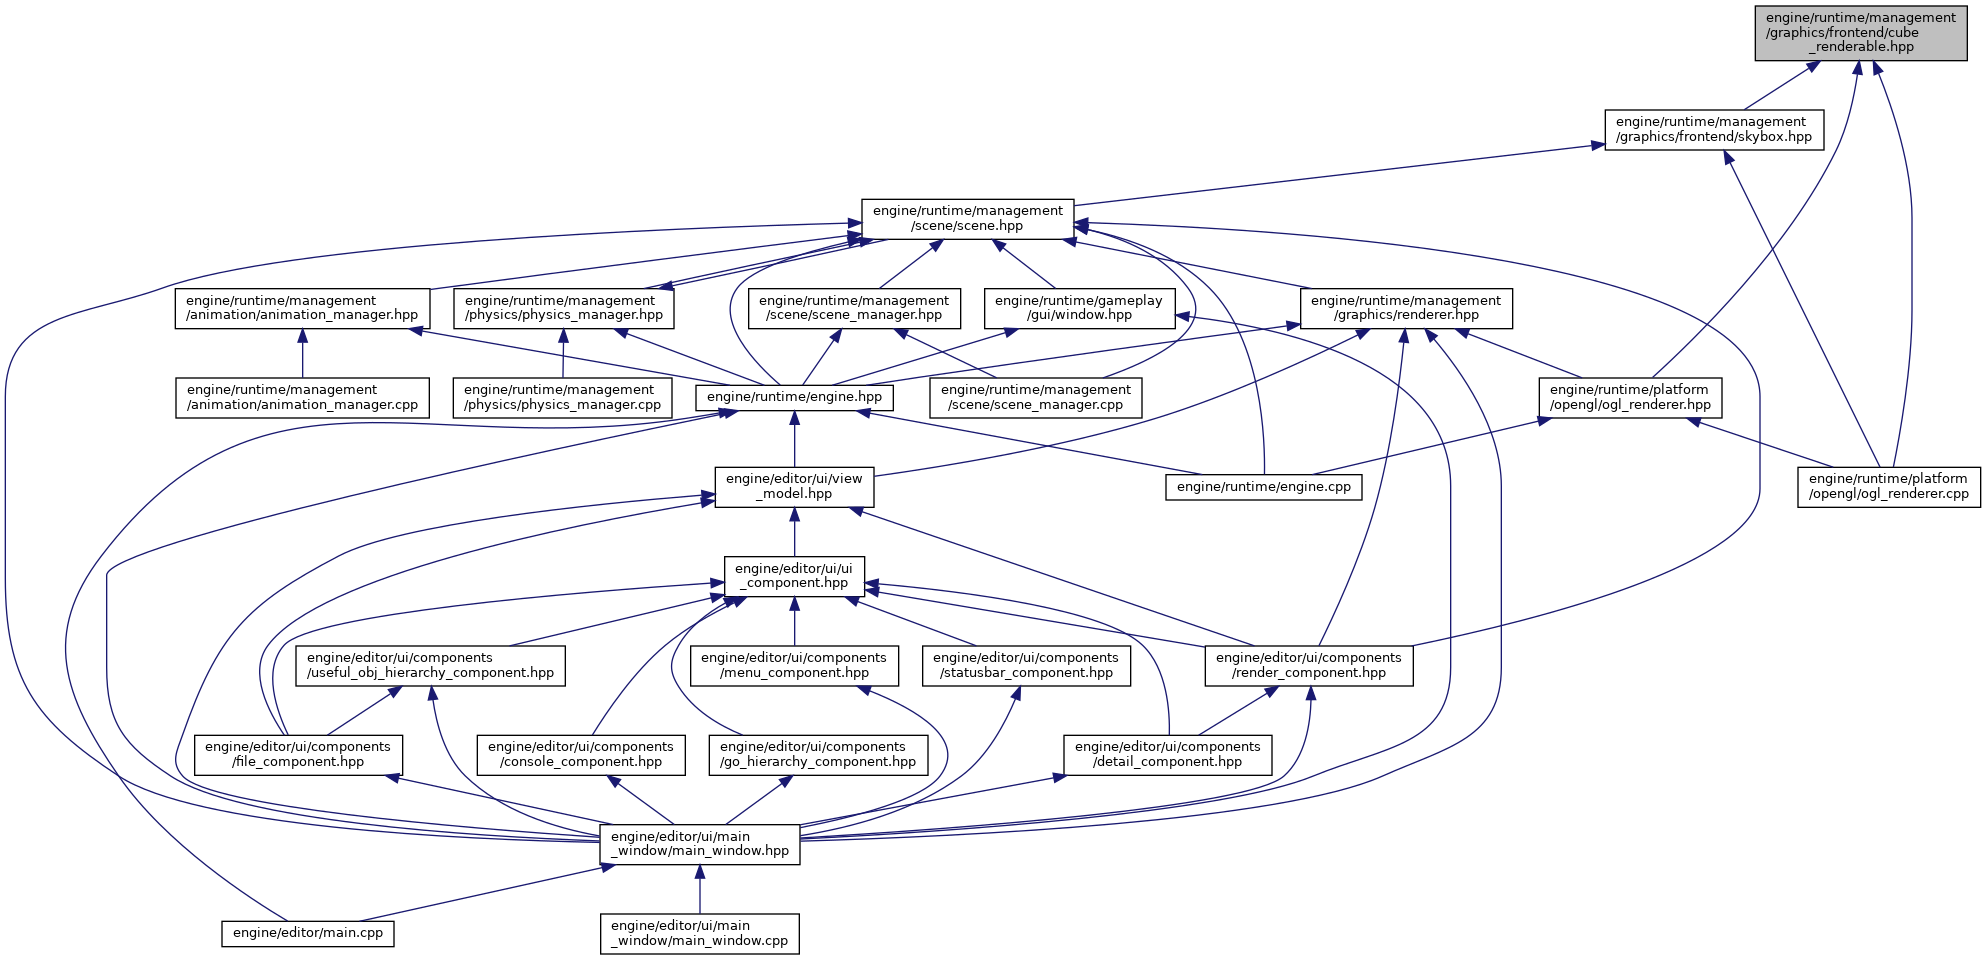 engine/runtime/management
/graphics/frontend/cube
_renderable.hpp
engine/runtime/management
/graphics/frontend/skybox.hpp
engine/runtime/management
/scene/scene.hpp
engine/runtime/management
/animation/animation_manager.hpp
engine/runtime/management
/physics/physics_manager.hpp
engine/runtime/management
/scene/scene_manager.hpp
engine/runtime/gameplay
/gui/window.hpp
engine/runtime/management
/graphics/renderer.hpp
engine/runtime/management
/animation/animation_manager.cpp
engine/runtime/management
/physics/physics_manager.cpp
engine/runtime/engine.hpp
engine/runtime/management
/scene/scene_manager.cpp
engine/runtime/platform
/opengl/ogl_renderer.hpp
engine/editor/ui/view
_model.hpp
engine/runtime/engine.cpp
engine/runtime/platform
/opengl/ogl_renderer.cpp
engine/editor/ui/ui
_component.hpp
engine/editor/ui/components
/useful_obj_hierarchy_component.hpp
engine/editor/ui/components
/menu_component.hpp
engine/editor/ui/components
/statusbar_component.hpp
engine/editor/ui/components
/render_component.hpp
engine/editor/ui/components
/file_component.hpp
engine/editor/ui/components
/console_component.hpp
engine/editor/ui/components
/go_hierarchy_component.hpp
engine/editor/ui/components
/detail_component.hpp
engine/editor/ui/main
_window/main_window.hpp
engine/editor/main.cpp
engine/editor/ui/main
_window/main_window.cpp